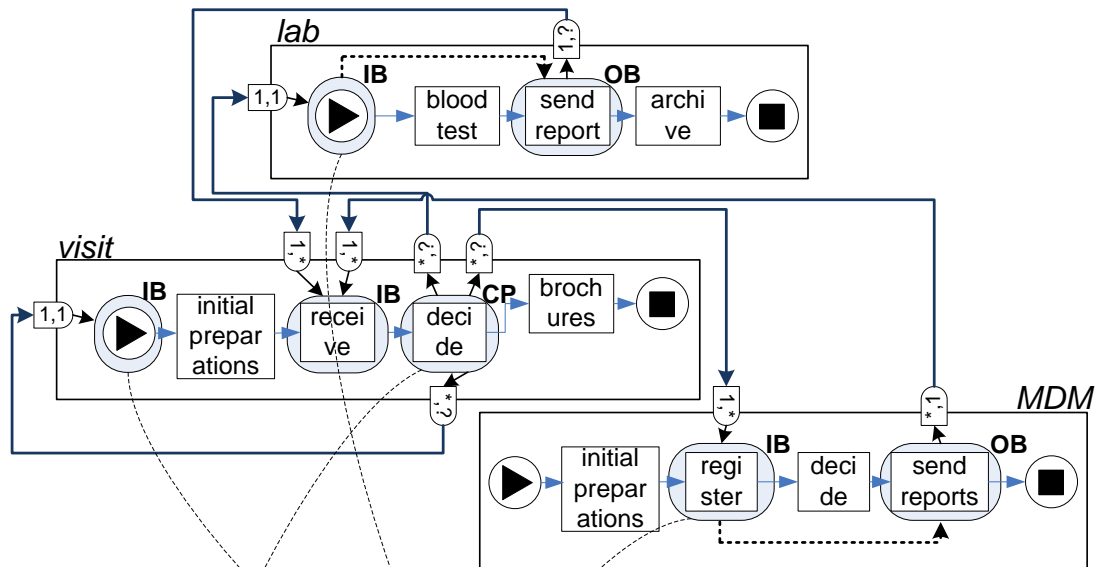 lab
1,?
1,1
IB
blood
test
send
report
OB
archi
ve
visit
1,*
1,*
*,?
*,?
1,1
IB
initial
prepar
ations
recei
ve
IB
deci
de
CP
broch
ures
*,?
MDM
1,*
*,1
initial
prepar
ations
regi
ster
IB
deci
de
send
reports
OB